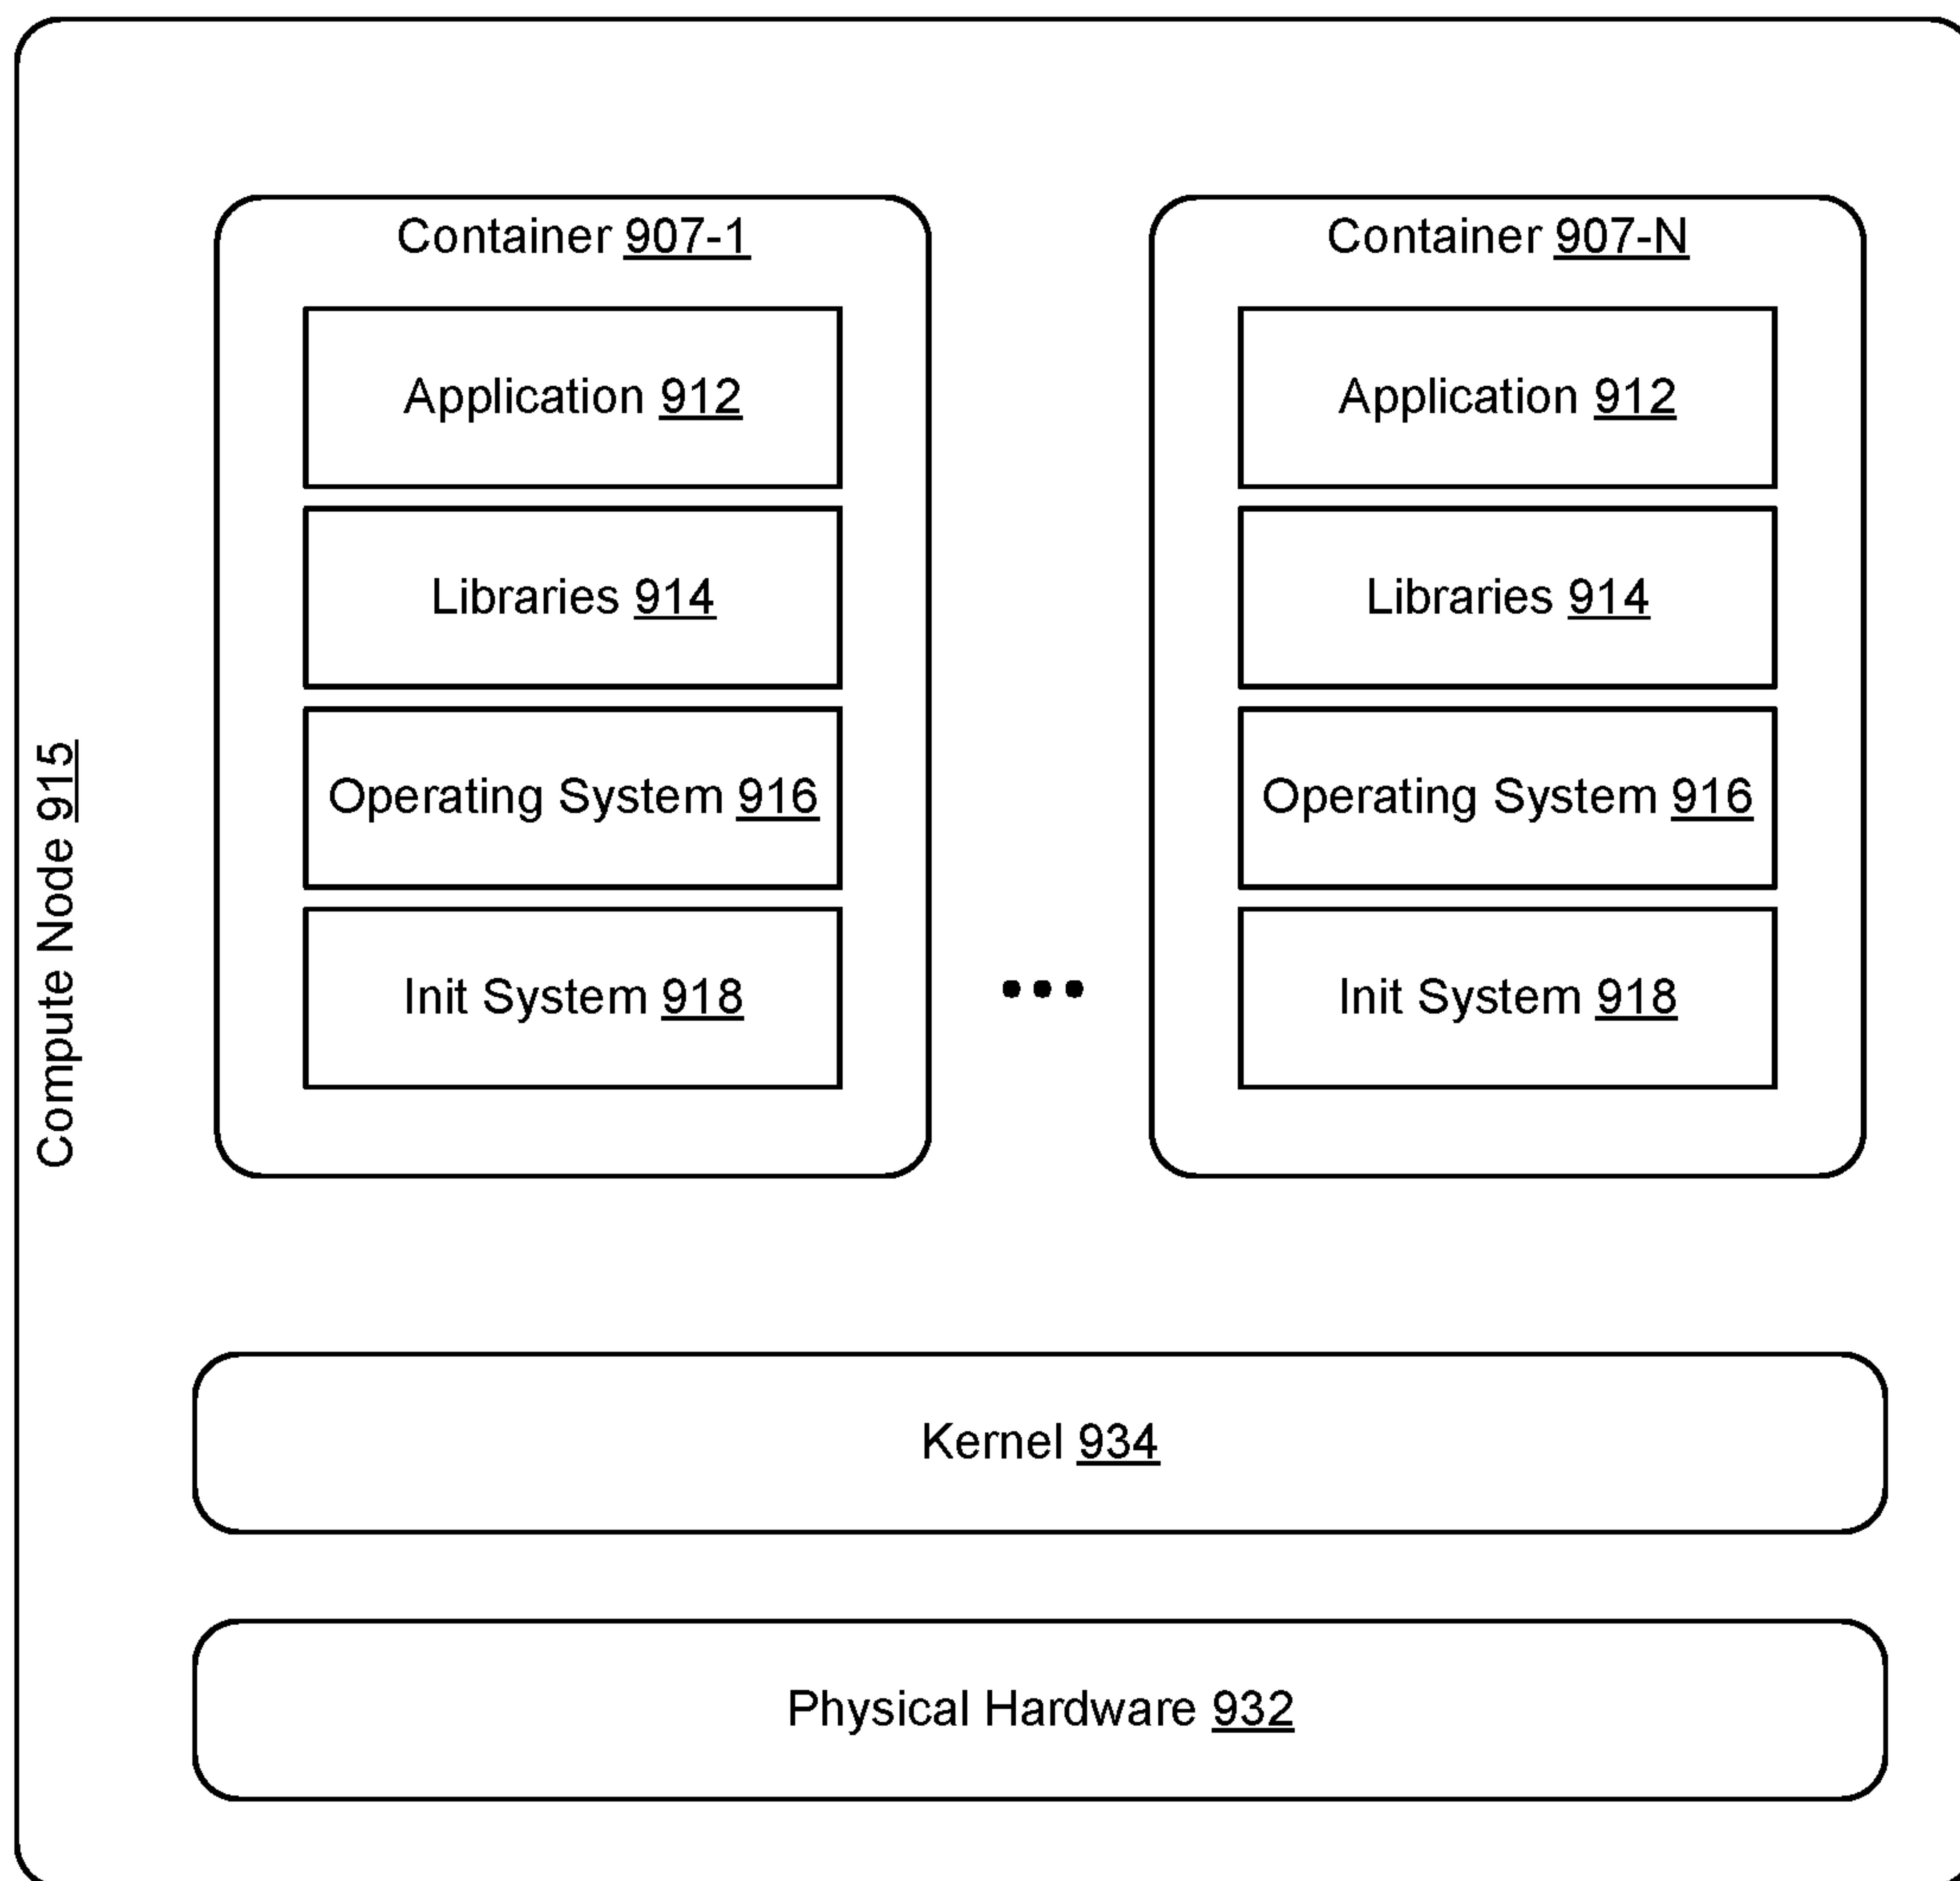 Compute Node 915
Container 907-1
Application 912
Libraries 914
Operating System 916
Init System 918
Container 907-N
Application 912
Libraries 914
Operating System 916
Init System 918
Kernel 934
Physical Hardware 932